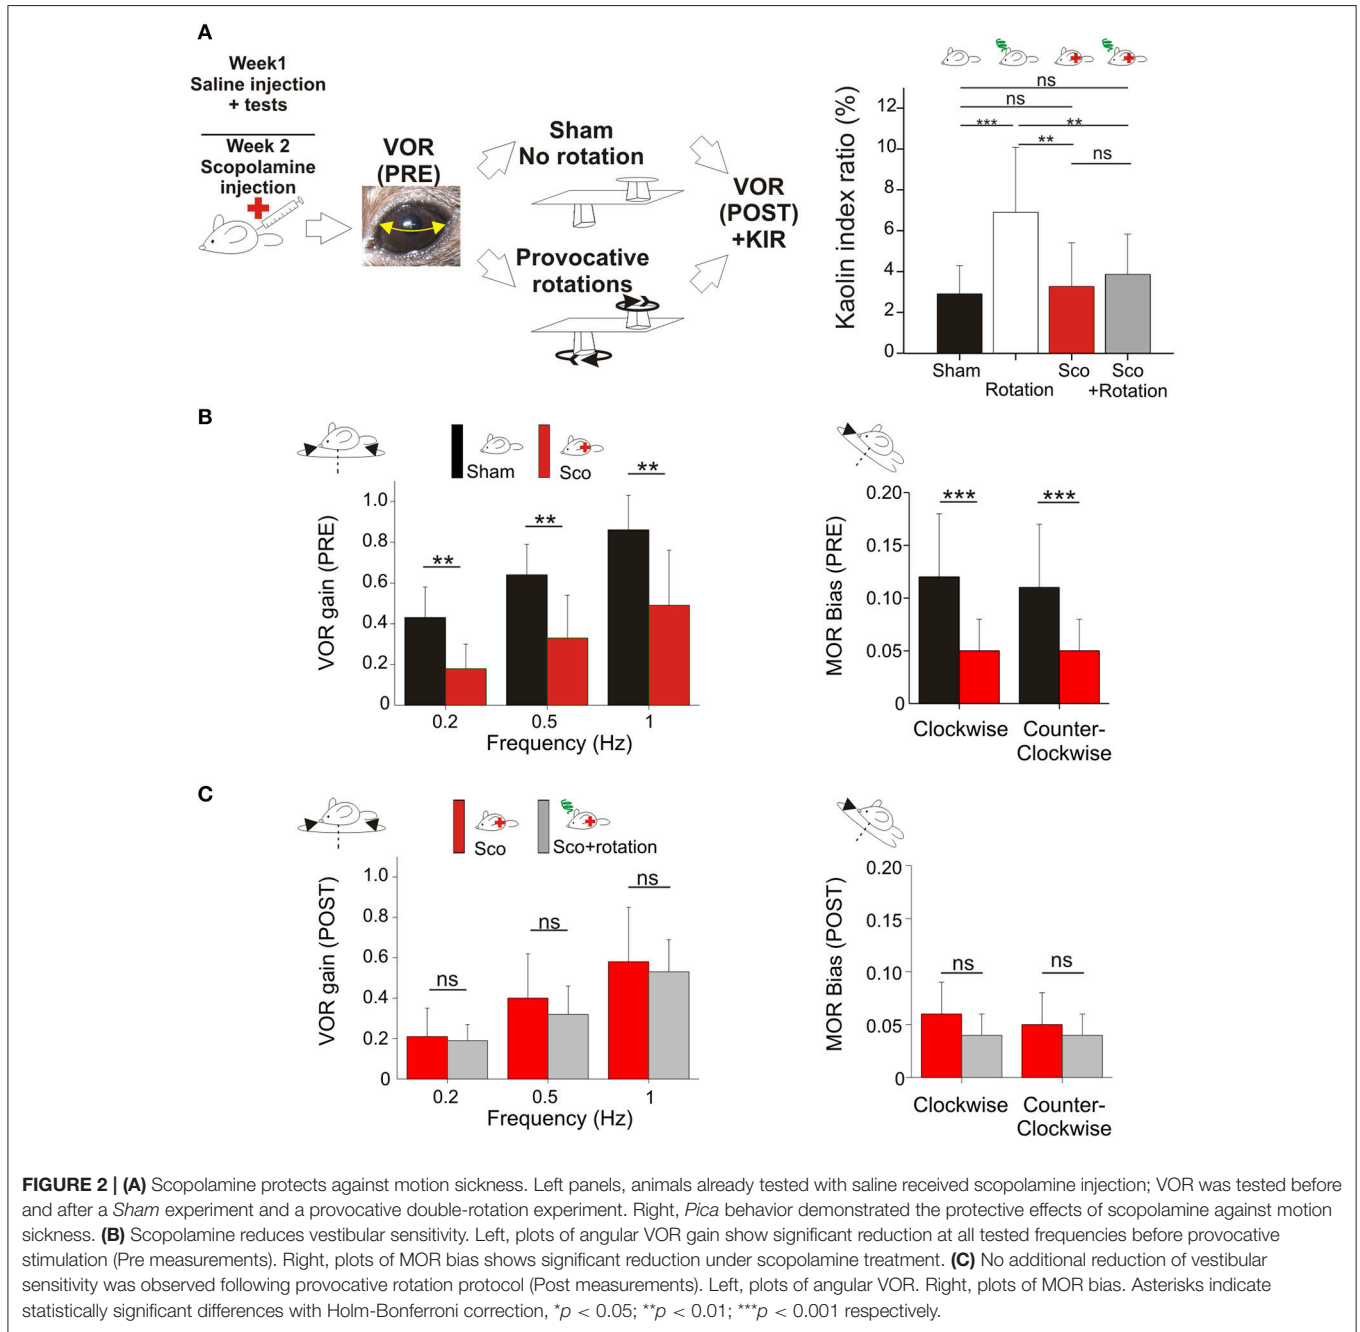 A
Week1
Saline injection
+ tests
Week 2
Scopolamine
injection
VOR
(PRE)
Sham
No rotation
Provocative
rotations
VOR
(POST)
+KIR
Kaolin index ratio (%)
12
10
8
6
4
2
0
ns
ns
***
**
**
ns
Sham
Rotation
Sco
Sco
+Rotation
B
Sham
Sco
VOR gain (PRE)
1.0
0.8
0.6
0.4
0.2
0
**
**
**
0.2
0.5
1
Frequency (Hz)
MOR Bias (PRE)
0.20
0.15
0.10
0.05
0
***
***
Clockwise
Counter-
Clockwise
C
Sco
Sco+rotation
VOR gain (POST)
1.0
0.8
0.6
0.4
0.2
0
ns
ns
ns
0.2
0.5
1
Frequency (Hz)
MOR Bias (POST)
0.20
0.15
0.10
0.05
0
ns
ns
Clockwise
Counter-
Clockwise
FIGURE 2 | (A) Scopolamine protects against motion sickness. Left panels, animals already tested with saline received scopolamine injection; VOR was tested before
and after a Sham experiment and a provocative double-rotation experiment. Right, Pica behavior demonstrated the protective effects of scopolamine against motion
sickness. (B) Scopolamine reduces vestibular sensitivity. Left, plots of angular VOR gain show significant reduction at all tested frequencies before provocative
stimulation (Pre measurements). Right, plots of MOR bias shows significant reduction under scopolamine treatment. (C) No additional reduction of vestibular
sensitivity was observed following provocative rotation protocol (Post measurements). Left, plots of angular VOR. Right, plots of MOR bias. Asterisks indicate
statistically significant differences with Holm-Bonferroni correction, *p < 0.05; **p < 0.01; ***p < 0.001 respectively.